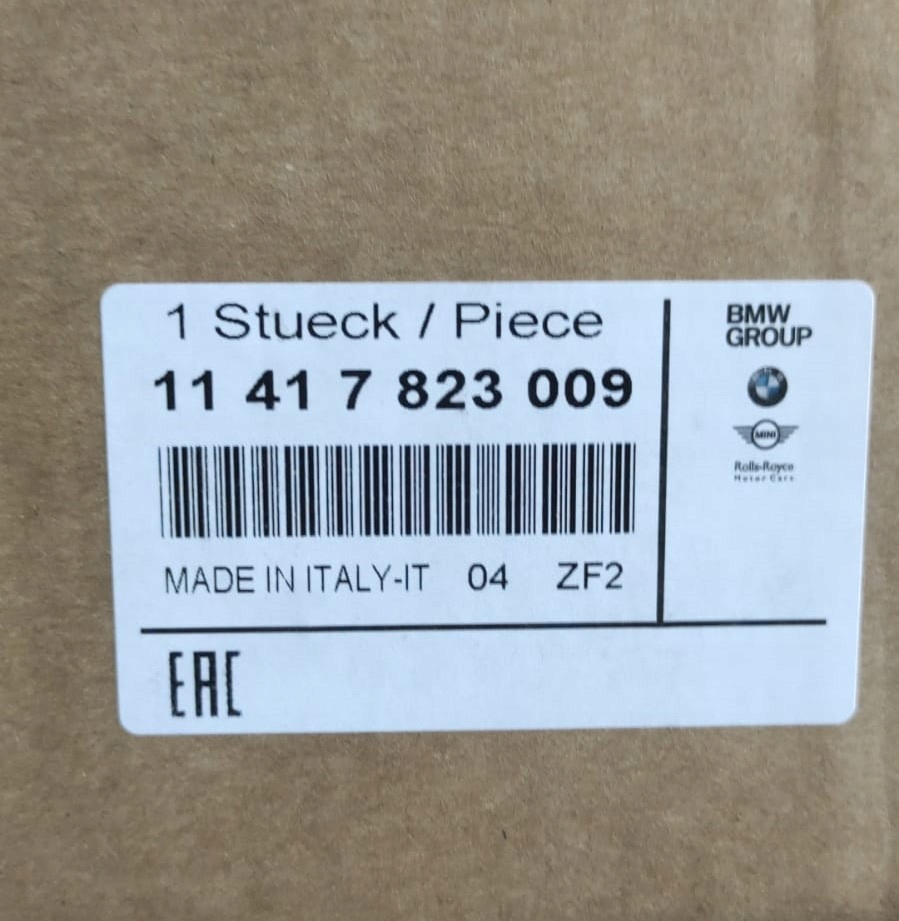 1 Stueck / Piece
11 41 7 823 009
MADE IN ITALY-IT 04 ZF2
EAC
BMW
GROUP
MINI
Rolls-Royce
Motor Cars